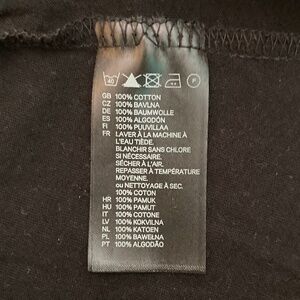 40 P
GB 100% COTTON
CZ 100% BAVLNA
DE 100% BAUMWOLLE
ES 100% ALGODÓN
FI 100% PUUVILLAA
FR LAVER À LA MACHINE À
L'EAU TIÈDE.
BLANCHIR SANS CHLORE
SI NÉCESSAIRE.
SÉCHER À L'AIR.
REPASSER À TEMPÉRATURE
MOYENNE.
ou NETTOYAGE À SEC.
100% COTON
HR 100% PAMUK
HU 100% PAMUT
IT 100% COTONE
LV 100% KOKVILNA
NL 100% KATOEN
PL 100% BAWEŁNA
PT 100% ALGODÃO